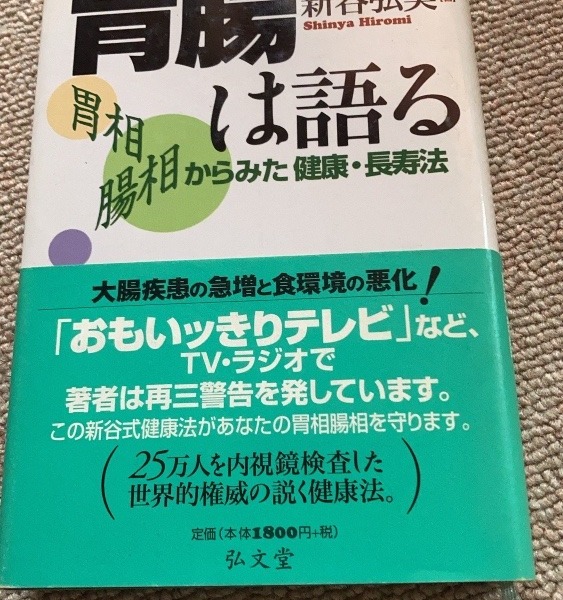 胃腸
新谷弘実
Shinya Hiromi
は語る
胃相
腸相からみた 健康・長寿法
大腸疾患の急増と食環境の悪化!
「おもいッきりテレビ」など、
TV・ラジオで
著者は再三警告を発しています。
この新谷式健康法があなたの胃相腸相を守ります。
(25万人を内視鏡検査した
世界的権威の説く健康法。)
定価(本体1800円+税)
弘文堂